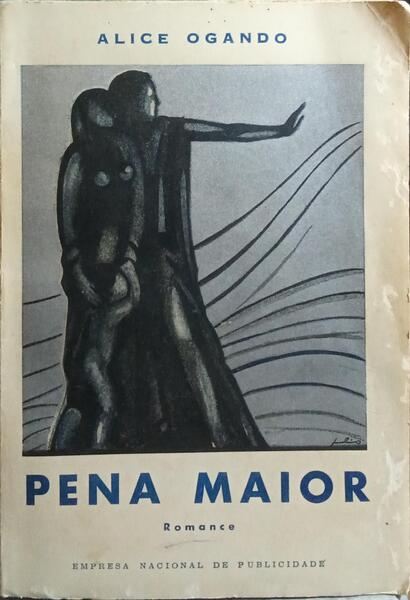 ALICE OGANDO
PENA MAIOR
Romance
EMPRESA NACIONAL DE PUBLICIDADE